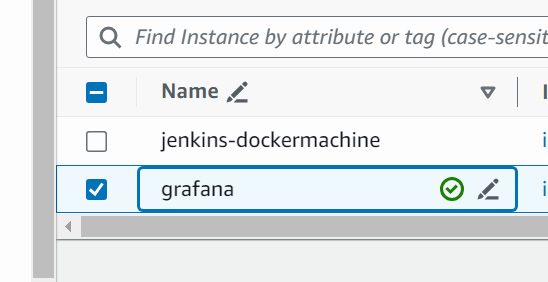 Find Instance by attribute or tag (case-sensit
Name
I
jenkins-dockermachine
i
grafana
i